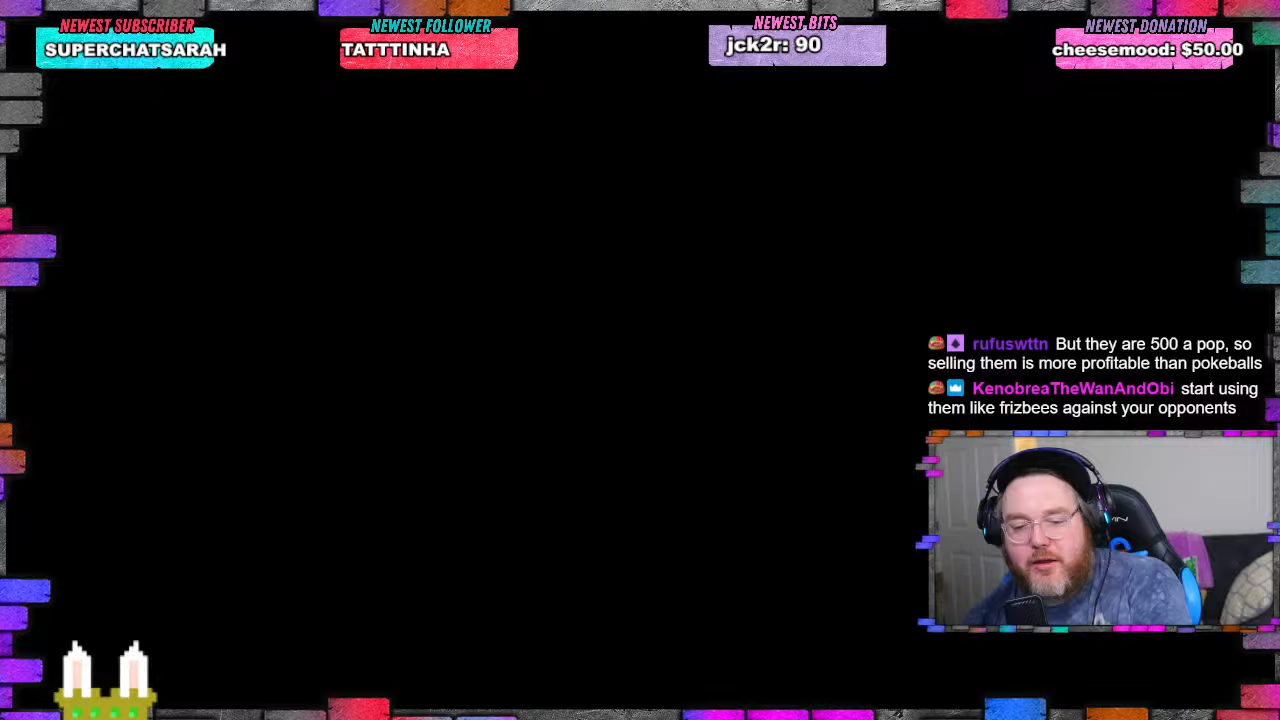 NEWEST SUBSCRIBER
SUPERCHATSARAH
NEWEST FOLLOWER
TATTTINHA
NEWEST BITS
jck2r: 90
NEWEST DONATION
cheesemood: $50.00
rufuswttn But they are 500 a pop, so
selling them is more profitable than pokeballs
KenobreaTheWanAndObi start using
them like frizbees against your opponents